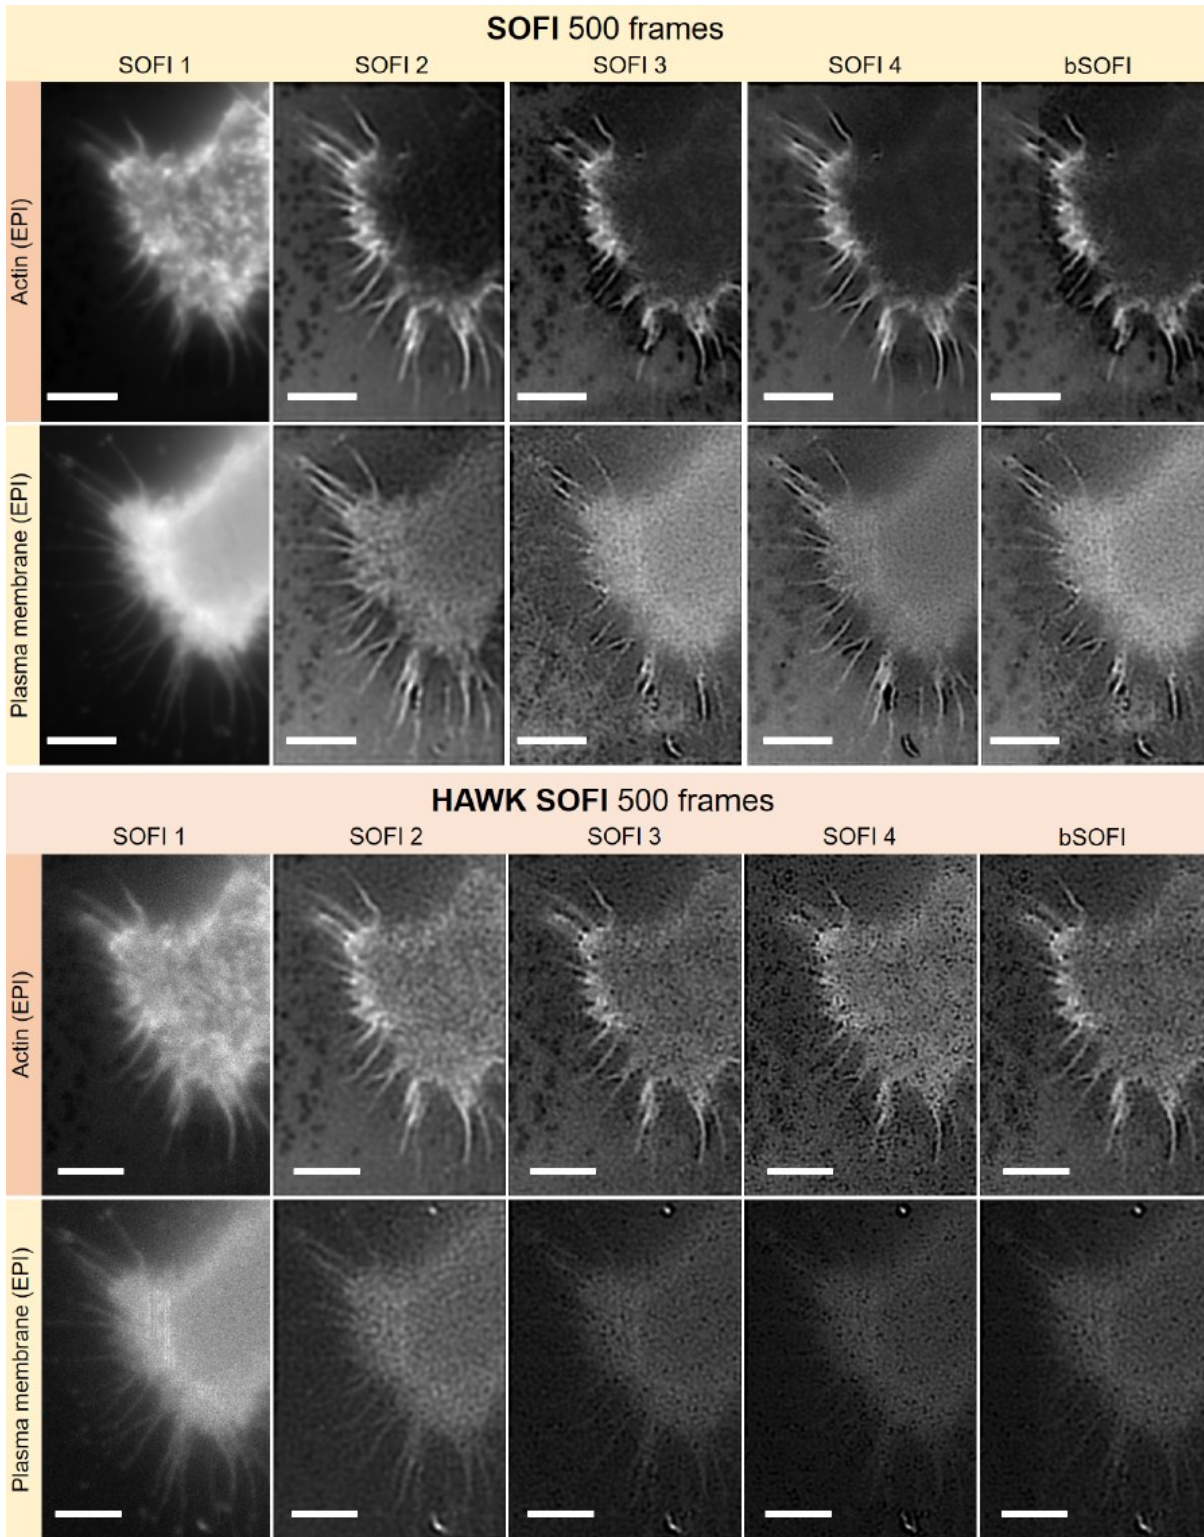 SOFI 500 frames
SOFI 1 SOFI 2 SOFI 3 SOFI 4 bSOFI
Actin (EPI)
Plasma membrane (EPI)
HAWK SOFI 500 frames
SOFI 1 SOFI 2 SOFI 3 SOFI 4 bSOFI
Actin (EPI)
Plasma membrane (EPI)